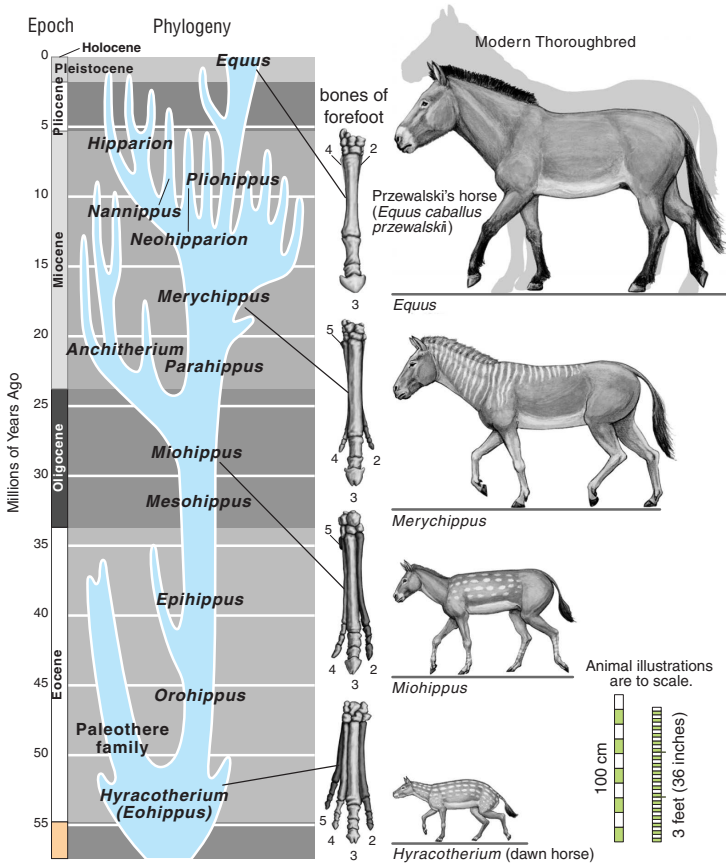 Epoch
Phylogeny
Holocene
Pleistocene
Pliocene
Miocene
Oligocene
Eocene
Millions of Years Ago
0
5
10
15
20
25
30
35
40
45
50
55
Equus
Hipparion
Pliohippus
Nannippus
Neohipparion
Merychippus
Anchitherium
Parahippus
Miohippus
Mesohippus
Epihippus
Orohippus
Paleothere
family
Hyracotherium
(Eohippus)
bones of
forefoot
4
2
3
5
4
2
3
5
4
2
3
5
4
2
3
Modern Thoroughbred
Przewalski's horse
(Equus caballus
przewalskii)
Equus
Merychippus
Miohippus
Hyracotherium (dawn horse)
Animal illustrations
are to scale.
100 cm
3 feet (36 inches)